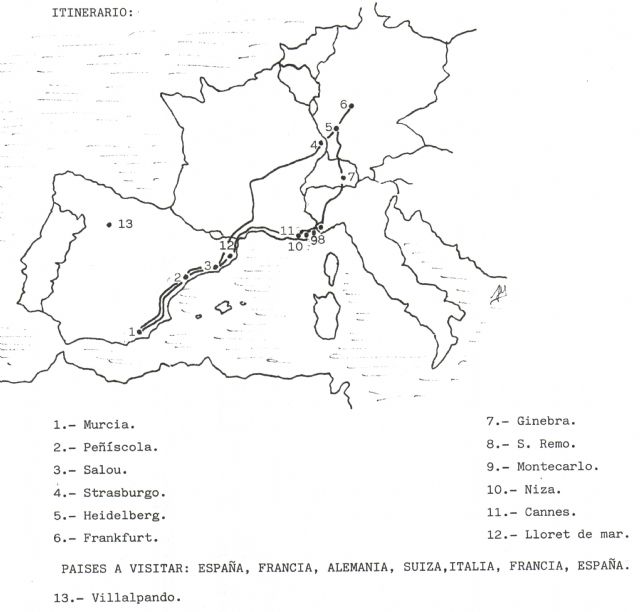 ITINERARIO:
6
5
4
7
13
11
12
10
9
8
3
2
1
1.- Murcia.
2.- Peñíscola.
3.- Salou.
4.- Strasburgo.
5.- Heidelberg.
6.- Frankfurt.
7.- Ginebra.
8.- S. Remo.
9.- Montecarlo.
10.- Niza.
11.- Cannes.
12.- Lloret de mar.
PAISES A VISITAR: ESPAÑA, FRANCIA, ALEMANIA, SUIZA,ITALIA, FRANCIA, ESPAÑA.
13.- Villalpando.